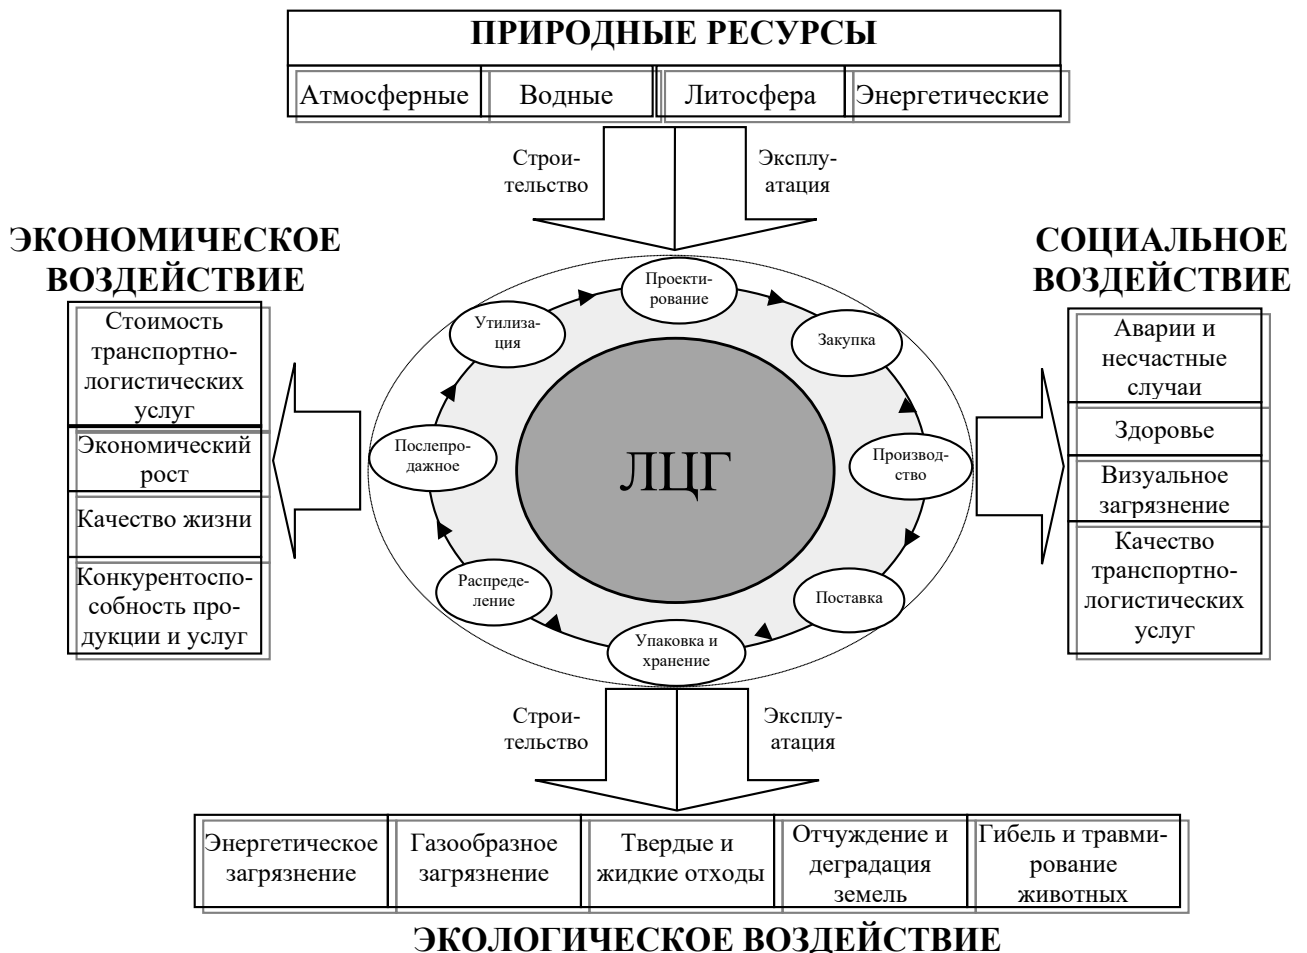 ПРИРОДНЫЕ РЕСУРСЫ
Атмосферные
Водные
Литосфера
Энергетические
Строи-
тельство
Эксплу-
атация
ЭКОНОМИЧЕСКОЕ
ВОЗДЕЙСТВИЕ
Стоимость
транспортно-
логистических
услуг
Экономический
рост
Качество жизни
Конкурентоспо-
собность про-
дукции и услуг
Проекти-
рование
Закупка
Производ-
ство
Поставка
Упаковка и
хранение
Распреде-
ление
Послепро-
дажное
Утилиза-
ция
ЛЦГ
СОЦИАЛЬНОЕ
ВОЗДЕЙСТВИЕ
Аварии и
несчастные
случаи
Здоровье
Визуальное
загрязнение
Качество
транспортно-
логистических
услуг
Строи-
тельство
Эксплу-
атация
Энергетическое
загрязнение
Газообразное
загрязнение
Твердые и
жидкие отходы
Отчуждение и
деградация
земель
Гибель и травми-
рование
животных
ЭКОЛОГИЧЕСКОЕ ВОЗДЕЙСТВИЕ